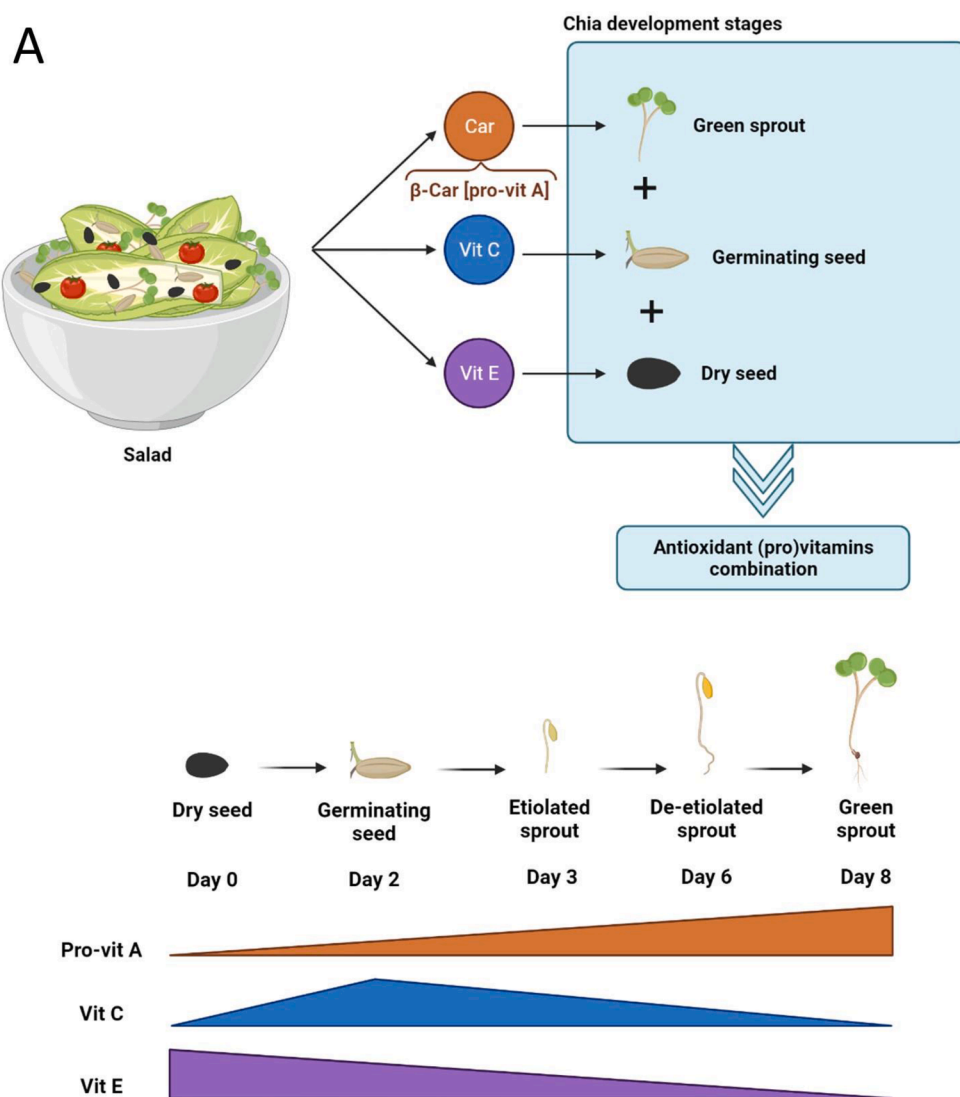 A
Chia development stages
Car
Green sprout
β-Car [pro-vit A]
+
Vit C
Germinating seed
+
Vit E
Dry seed
Salad
Antioxidant (pro)vitamins
combination
Dry seed
Germinating
seed
Etiolated
sprout
De-etiolated
sprout
Green
sprout
Day 0
Day 2
Day 3
Day 6
Day 8
Pro-vit A
Vit C
Vit E